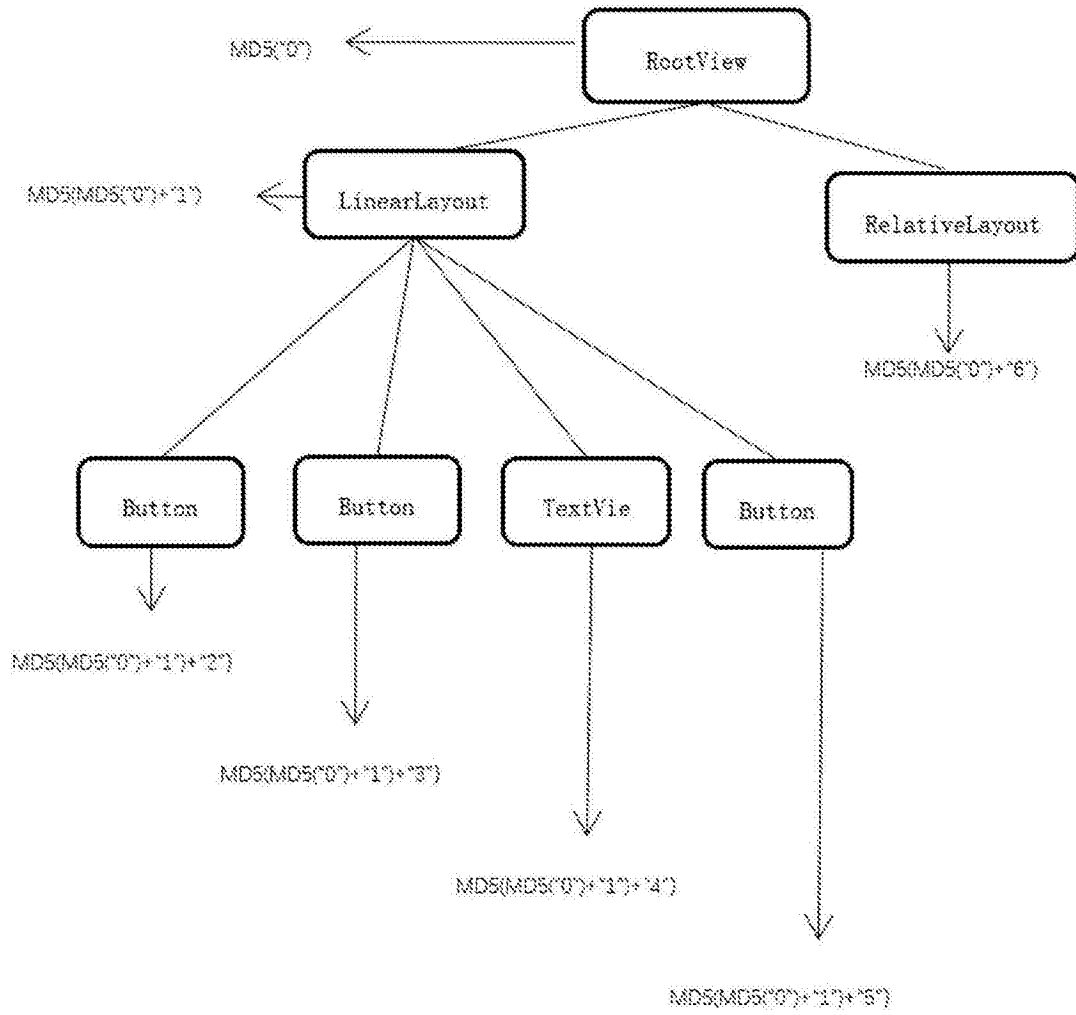 MD5("0")
RootView
MD5(MD5("0")+"1")
LinearLayout
RelativeLayout
MD5(MD5("0")+"6")
Button
Button
TextVie
Button
MD5(MD5("0")+"1")+"2")
MD5(MD5("0")+"1")+"3")
MD5(MD5("0")+"1")+"4")
MD5(MD5("0")+"1")+"5")